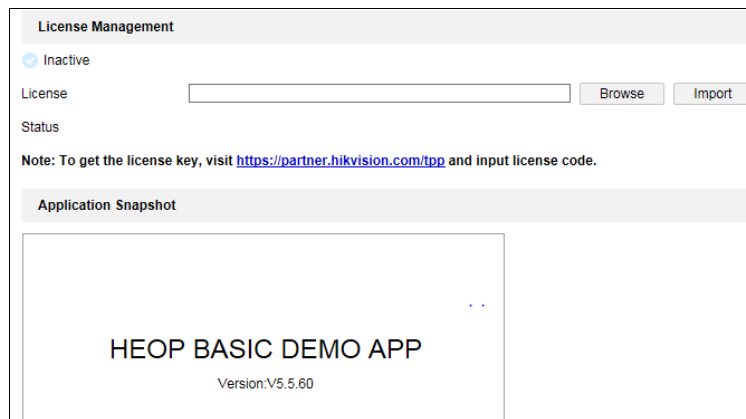 License Management
Inactive
License Browse Import
Status
Note: To get the license key, visit https://partner.hikvision.com/tpp and input license code.
Application Snapshot
HEOP BASIC DEMO APP
Version:V5.5.60